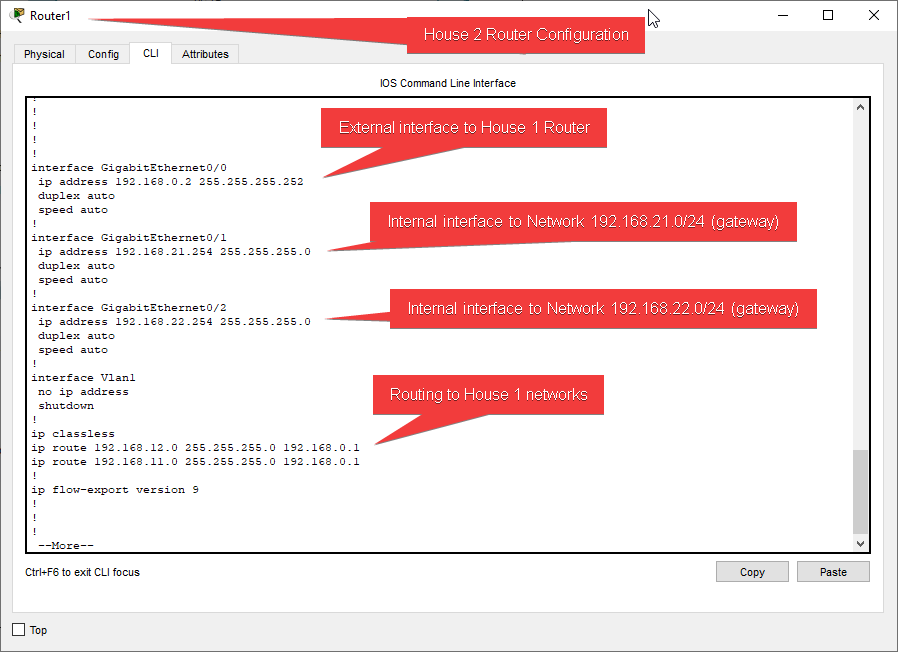 Router1
House 2 Router Configuration
Physical Config CLI Attributes
IOS Command Line Interface
!
!
!
!
!
External interface to House 1 Router
interface GigabitEthernet0/0
ip address 192.168.0.2 255.255.255.252
duplex auto
speed auto
!
Internal interface to Network 192.168.21.0/24 (gateway)
interface GigabitEthernet0/1
ip address 192.168.21.254 255.255.255.0
duplex auto
speed auto
!
Internal interface to Network 192.168.22.0/24 (gateway)
interface GigabitEthernet0/2
ip address 192.168.22.254 255.255.255.0
duplex auto
speed auto
!
interface Vlan1
no ip address
shutdown
!
Routing to House 1 networks
ip classless
ip route 192.168.12.0 255.255.255.0 192.168.0.1
ip route 192.168.11.0 255.255.255.0 192.168.0.1
!
ip flow-export version 9
!
!
!
--More--
Ctrl+F6 to exit CLI focus
Copy Paste
Top